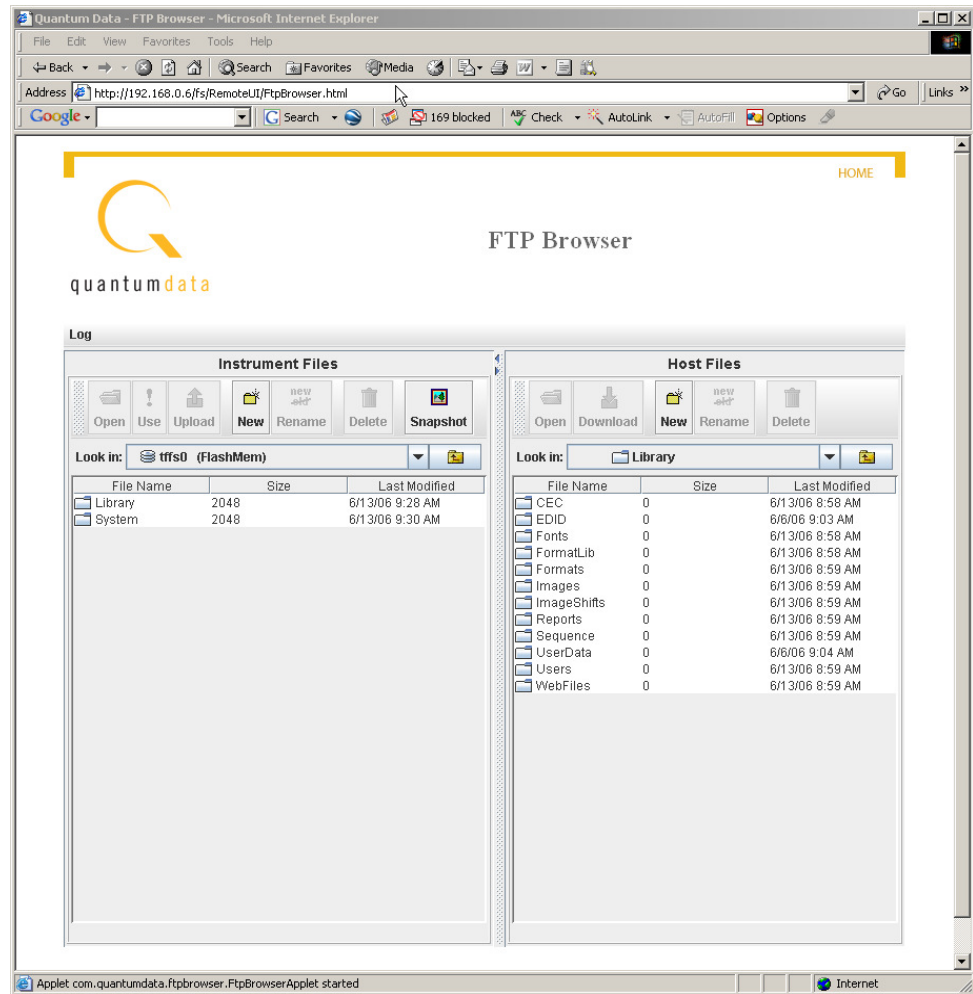 Quantum Data - FTP Browser - Microsoft Internet Explorer
File Edit View Favorites Tools Help
Back Search Favorites Media
Address http://192.168.0.6/fs/RemoteUI/FtpBrowser.html Go Links »
Google Search 169 blocked ABC Check AutoLink AutoFill Options
HOME
FTP Browser
quantumdata
Log
Instrument Files
Open Use Upload New new old Rename Delete Snapshot
Look in: tffs0 (FlashMem)
File Name Size Last Modified
Library 2048 6/13/06 9:28 AM
System 2048 6/13/06 9:30 AM
Host Files
Open Download New new old Rename Delete
Look in: Library
File Name Size Last Modified
CEC 0 6/13/06 8:58 AM
EDID 0 6/6/06 9:03 AM
Fonts 0 6/13/06 8:58 AM
FormatLib 0 6/13/06 8:58 AM
Formats 0 6/13/06 8:59 AM
Images 0 6/13/06 8:59 AM
ImageShifts 0 6/13/06 8:59 AM
Reports 0 6/13/06 8:59 AM
Sequence 0 6/13/06 8:59 AM
UserData 0 6/6/06 9:04 AM
Users 0 6/13/06 8:59 AM
WebFiles 0 6/13/06 8:59 AM
Applet com.quantumdata.ftpbrowser.FtpBrowserApplet started Internet